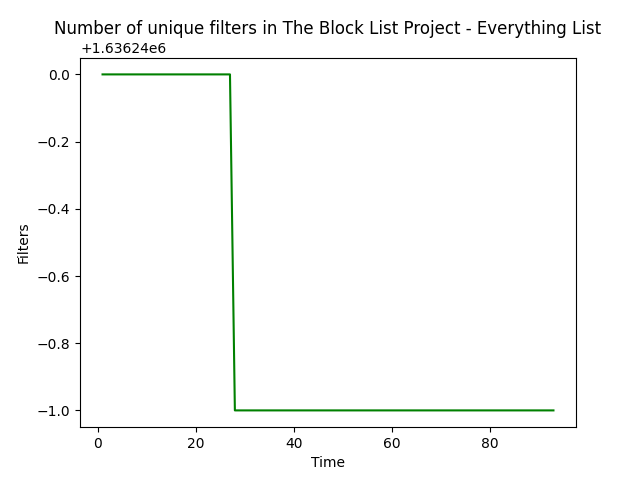 Number of unique filters in The Block List Project - Everything List
+1.63624e6
0.0
−0.2
−0.4
−0.6
−0.8
−1.0
Filters
0 20 40 60 80
Time